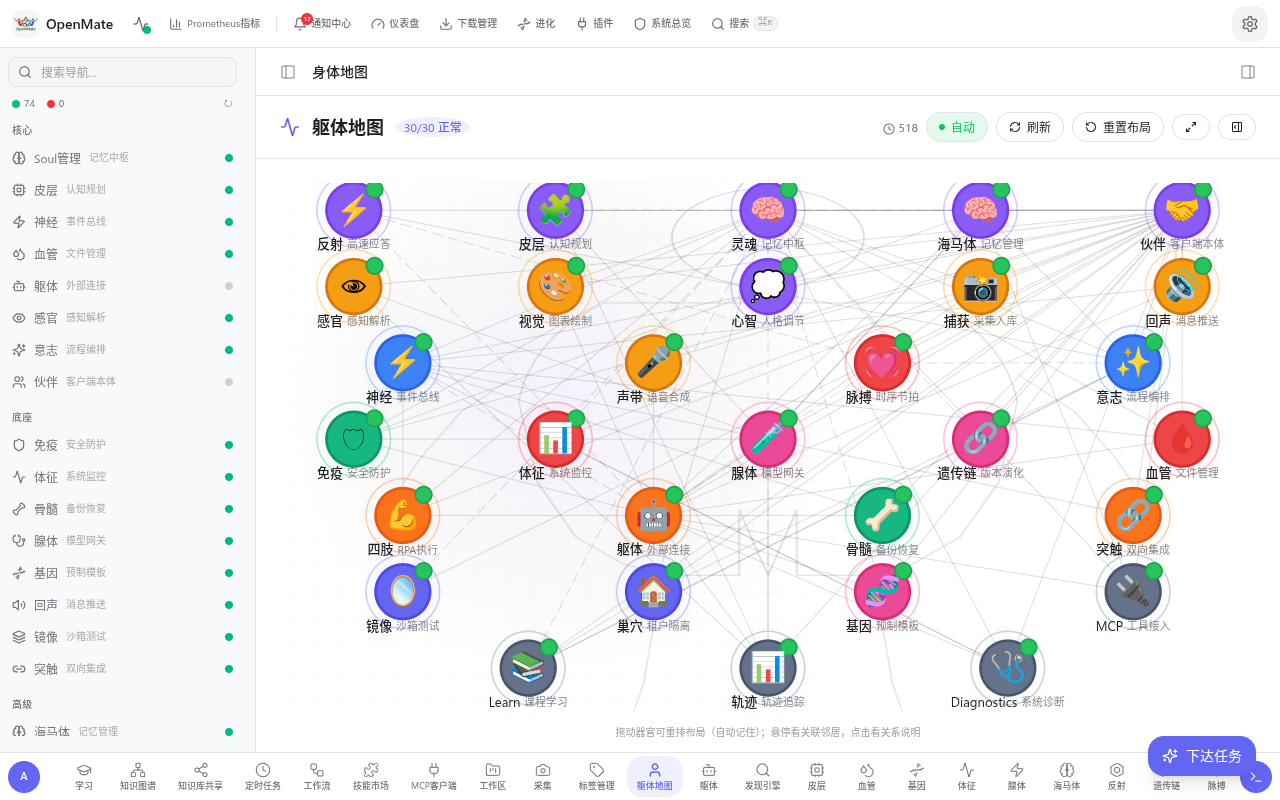 OpenMate
Prometheus指标
17
通知中心
仪表盘
下载管理
进化
插件
系统总览
搜索
⌘K
搜索导航...
74
0
核心
Soul管理 记忆中枢
皮层 认知规划
神经 事件总线
血管 文件管理
躯体 外部连接
感官 感知解析
意志 流程编排
伙伴 客户端本体
底座
免疫 安全防护
体征 系统监控
骨髓 备份恢复
腺体 模型网关
基因 预制模板
回声 消息推送
镜像 沙箱测试
突触 双向集成
高级
海马体 记忆管理
身体地图
躯体地图
30/30 正常
518
自动
刷新
重置布局
反射 高速应答
皮层 认知规划
灵魂 记忆中枢
海马体 记忆管理
伙伴 客户端本体
感官 感知解析
视觉 图表绘制
心智 人格调节
捕获 采集入库
回声 消息推送
神经 事件总线
声带 语音合成
脉搏 时序节拍
意志 流程编排
免疫 安全防护
体征 系统监控
腺体 模型网关
遗传链 版本演化
血管 文件管理
四肢 RPA执行
躯体 外部连接
骨髓 备份恢复
突触 双向集成
镜像 沙箱测试
巢穴 租户隔离
基因 预制模板
MCP 工具接入
Learn 课程学习
轨迹 轨迹追踪
Diagnostics 系统诊断
拖动器官可重排布局（自动记住）；悬停看关联邻居，点击看关系说明
下达任务
A
学习
知识图谱
知识库共享
定时任务
工作流
技能市场
MCP客户端
工作区
采集
标签管理
躯体地图
躯体
发现引擎
皮层
血管
基因
体征
腺体
海马体
反射
遗传链
脉搏